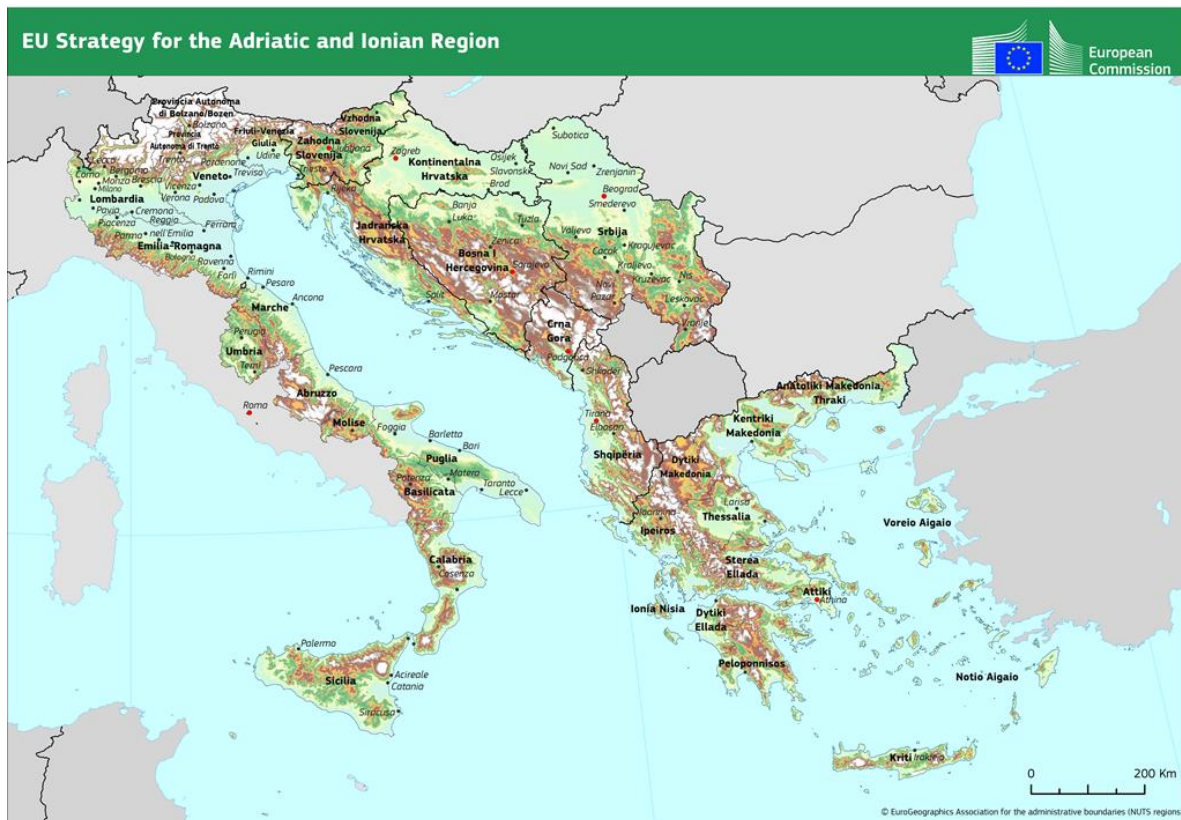 EU Strategy for the Adriatic and Ionian Region
European
Commission
Provincia Autonoma
di Bolzano/Bozen
Bolzano
Provincia
Autonoma di Trento
Trento
Friuli-Venezia
Giulia
Udine
Pordenone
Vzhodna
Slovenija
Zahodna
Slovenija
Ljubljana
Trieste
Rijeka
Zagreb
Kontinentalna
Hrvatska
Osijek
Slavonski
Brod
Subotica
Novi Sad
Zrenjanin
Beograd
Smederevo
Lecco
Como
Bergamo
Monza
Brescia
Milano
Lombardia
Pavia
Cremona
Piacenza
Veneto
Treviso
Vicenza
Verona
Padova
Reggio
nell'Emilia
Parma
Ferrara
Emilia-Romagna
Bologna
Ravenna
Forlì
Rimini
Pesaro
Ancona
Marche
Perugia
Umbria
Terni
Jadranska
Hrvatska
Split
Banja
Luka
Tuzla
Zenica
Bosna i
Hercegovina
Sarajevo
Mostar
Valjevo
Srbija
Kragujevac
Čačak
Kraljevo
Kruševac
Niš
Novi
Pazar
Leskovac
Vranje
Crna
Gora
Podgorica
Shkodër
Tirana
Elbasan
Shqipëria
Pescara
Abruzzo
Roma
Molise
Foggia
Barletta
Bari
Puglia
Matera
Potenza
Basilicata
Taranto
Lecce
Calabria
Cosenza
Palermo
Sicilia
Acireale
Catania
Siracusa
Anatoliki Makedonia,
Thraki
Kentriki
Makedonia
Dytiki
Makedonia
Larisa
Thessalia
Ioannina
Ipeiros
Voreio Aigaio
Sterea
Ellada
Attiki
Athina
Ionia Nisia
Dytiki
Ellada
Peloponnisos
Notio Aigaio
Kriti
Irakleio
0 200 Km
© EuroGeographics Association for the administrative boundaries (NUTS regions)